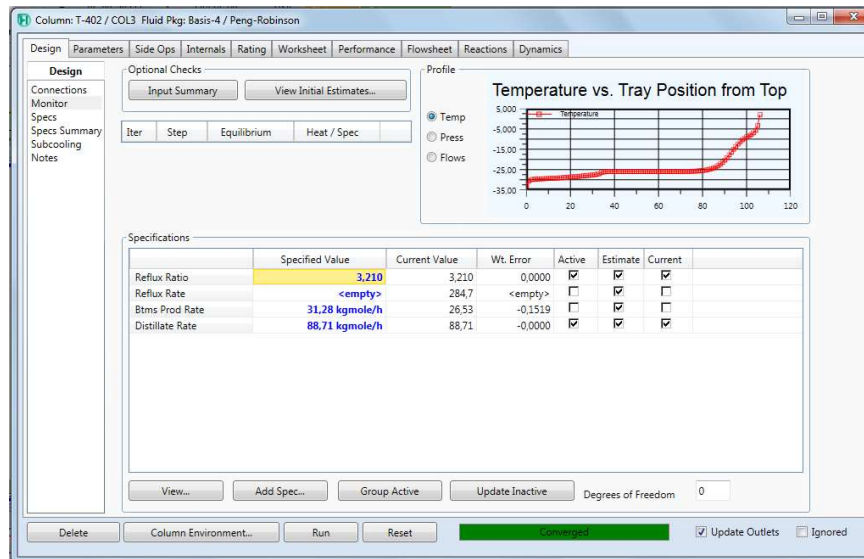 Column: T-402 / COL3 Fluid Pkg: Basis-4 / Peng-Robinson
Design Parameters Side Ops Internals Rating Worksheet Performance Flowsheet Reactions Dynamics
Design
Connections
Monitor
Specs
Specs Summary
Subcooling
Notes
Optional Checks
Input Summary View Initial Estimates...
Iter Step Equilibrium Heat / Spec
Profile
Temp
Press
Flows
Temperature vs. Tray Position from Top
Temperature
5,000
-5,000
-15,00
-25,00
-35,00
0 20 40 60 80 100 120
Specifications
Specified Value Current Value Wt. Error Active Estimate Current
Reflux Ratio 3,210 3,210 0,0000
Reflux Rate <empty> 284,7 <empty>
Btms Prod Rate 31,28 kgmole/h 26,53 -0,1519
Distillate Rate 88,71 kgmole/h 88,71 -0,0000
View... Add Spec... Group Active Update Inactive Degrees of Freedom 0
Delete Column Environment... Run Reset Converged Update Outlets Ignored